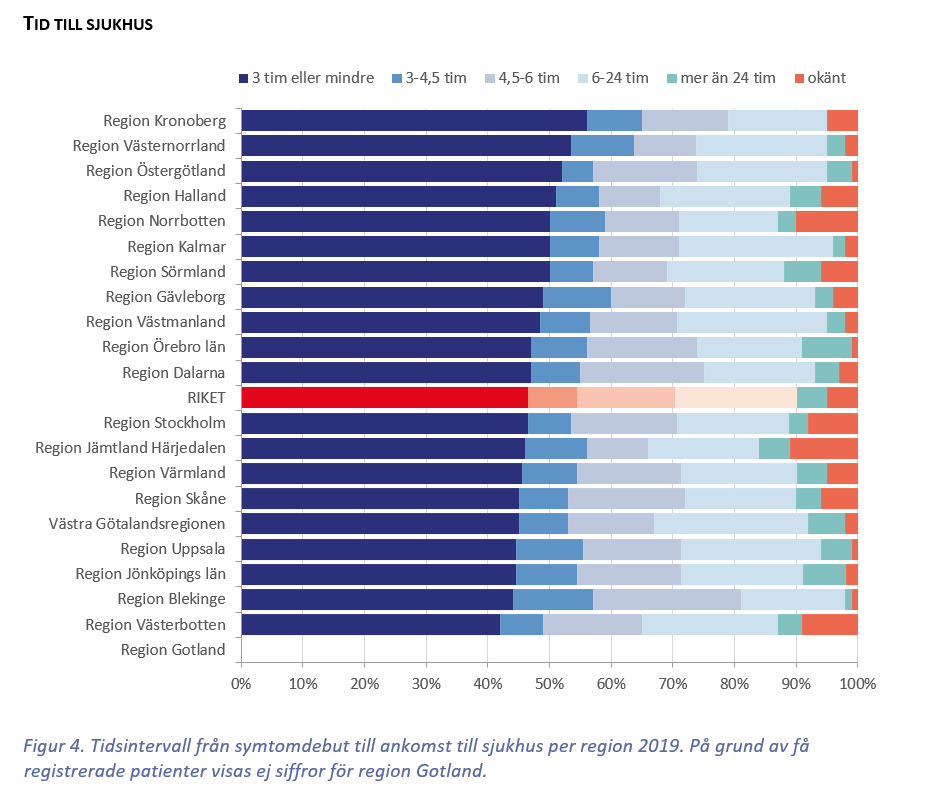 TID TILL SJUKHUS
3 tim eller mindre 3-4,5 tim 4,5-6 tim 6-24 tim mer än 24 tim okänt
Region Kronoberg
Region Västernorrland
Region Östergötland
Region Halland
Region Norrbotten
Region Kalmar
Region Sörmland
Region Gävleborg
Region Västmanland
Region Örebro län
Region Dalarna
RIKET
Region Stockholm
Region Jämtland Härjedalen
Region Värmland
Region Skåne
Västra Götalandsregionen
Region Uppsala
Region Jönköpings län
Region Blekinge
Region Västerbotten
Region Gotland
0% 10% 20% 30% 40% 50% 60% 70% 80% 90% 100%
Figur 4. Tidsintervall från symtomdebut till ankomst till sjukhus per region 2019. På grund av få
registrerade patienter visas ej siffror för region Gotland.